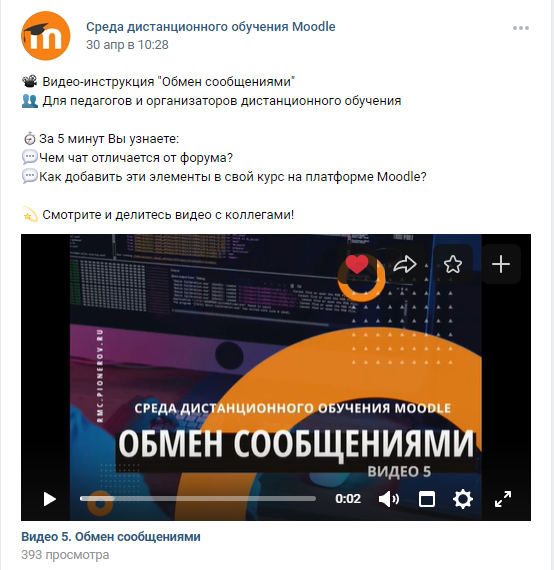 Среда дистанционного обучения Moodle
30 апр в 10:28
Видео-инструкция "Обмен сообщениями"
Для педагогов и организаторов дистанционного обучения
За 5 минут Вы узнаете:
Чем чат отличается от форума?
Как добавить эти элементы в свой курс на платформе Moodle?
Смотрите и делитесь видео с коллегами!
RMC.PIONEROV.RU
СРЕДА ДИСТАНЦИОННОГО ОБУЧЕНИЯ MOODLE
ОБМЕН СООБЩЕНИЯМИ
ВИДЕО 5
0:02
Видео 5. Обмен сообщениями
393 просмотра